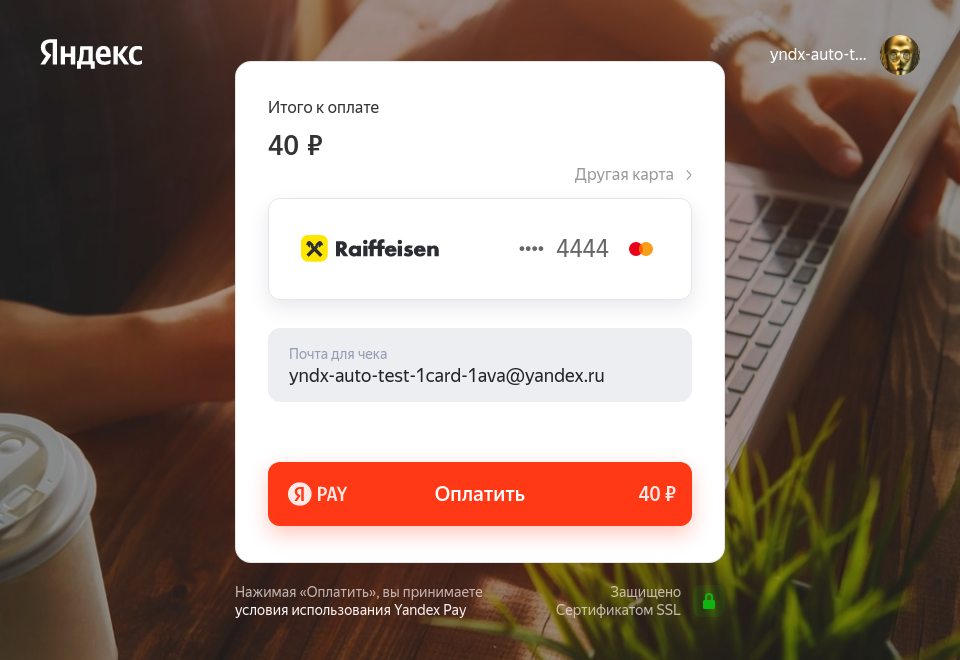 Яндекс
yndx-auto-t...
Итого к оплате
40 ₽
Другая карта
Raiffeisen
•••• 4444
Почта для чека
yndx-auto-test-1card-1ava@yandex.ru
Я PAY Оплатить 40 ₽
Нажимая «Оплатить», вы принимаете
условия использования Yandex Pay
Защищено
Сертификатом SSL